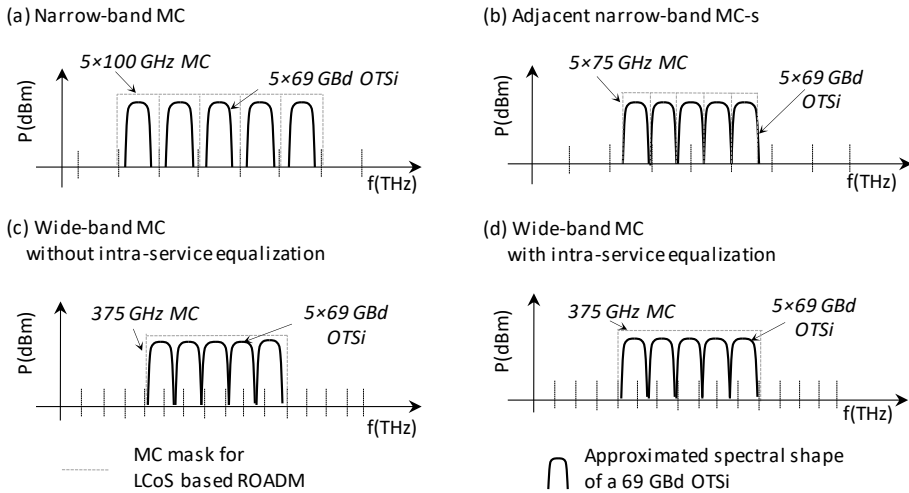 (a) Narrow-band MC
5×100 GHz MC
5×69 GBd OTSi
P(dBm)
f(THz)
(b) Adjacent narrow-band MC-s
5×75 GHz MC
5×69 GBd
OTSi
P(dBm)
f(THz)
(c) Wide-band MC
without intra-service equalization
375 GHz MC
5×69 GBd
OTSi
P(dBm)
f(THz)
(d) Wide-band MC
with intra-service equalization
375 GHz MC
5×69 GBd
OTSi
P(dBm)
f(THz)
MC mask for
LCoS based ROADM
Approximated spectral shape
of a 69 GBd OTSi